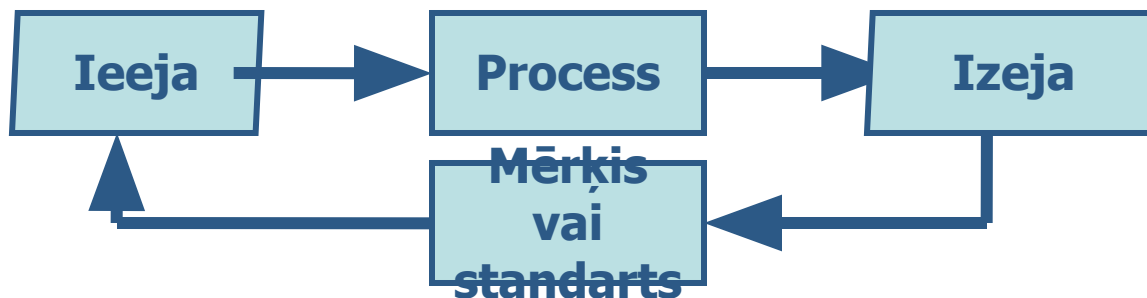 Ieeja
Process
Izeja
Mērķis
vai
standarts